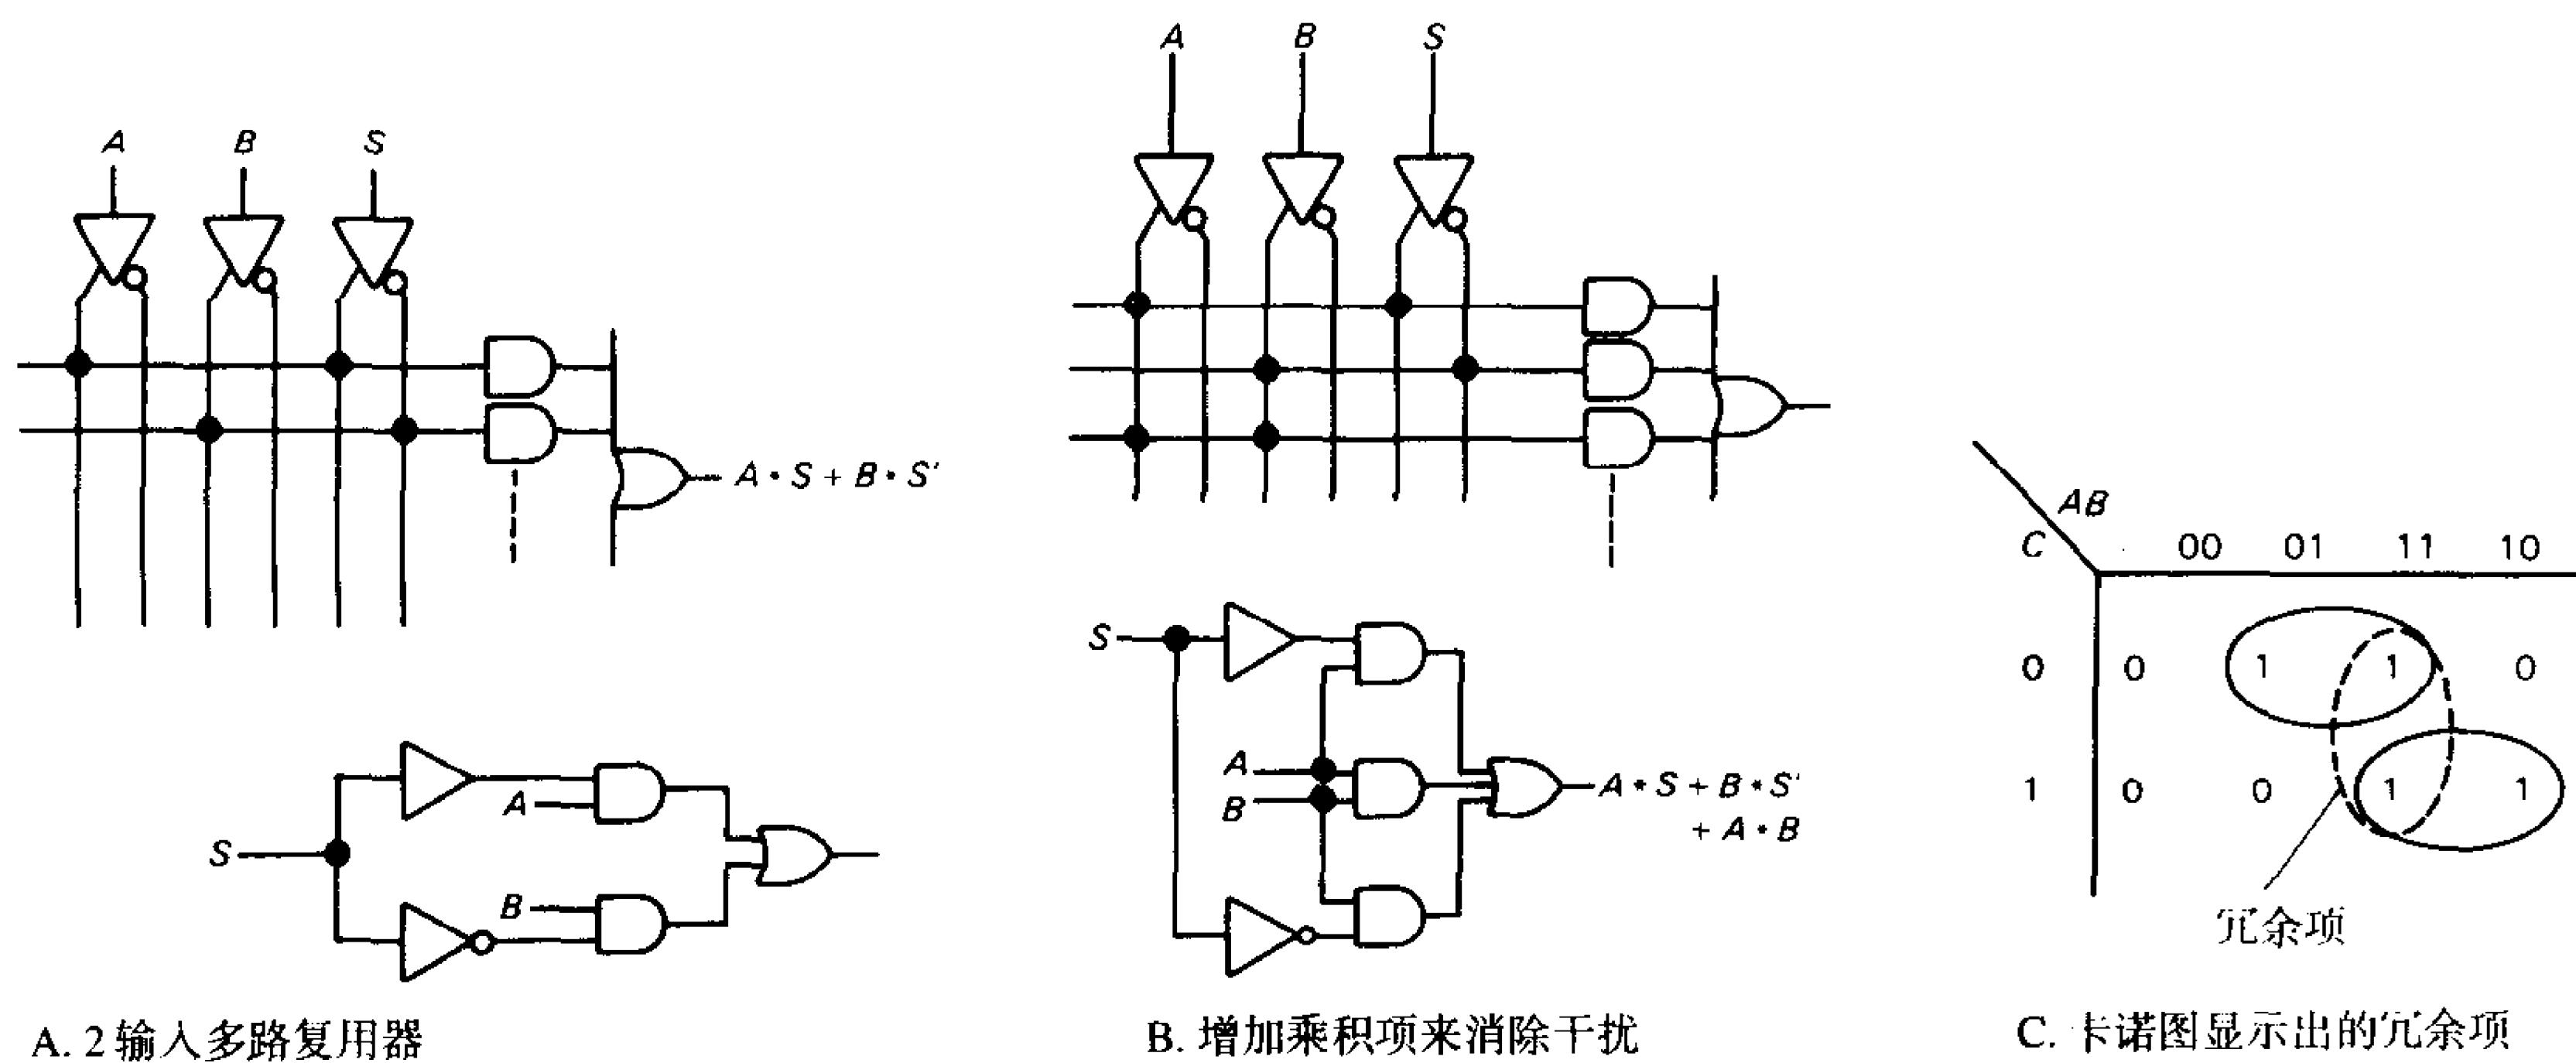 A B S
A • S + B • S'
S
A
B
A. 2输入多路复用器
A B S
S
A
B
A • S + B • S'
+ A • B
B. 增加乘积项来消除干扰
AB
C 00 01 11 10
0 0 1 1 0
1 0 0 1 1
冗余项
C. 卡诺图显示出的冗余项